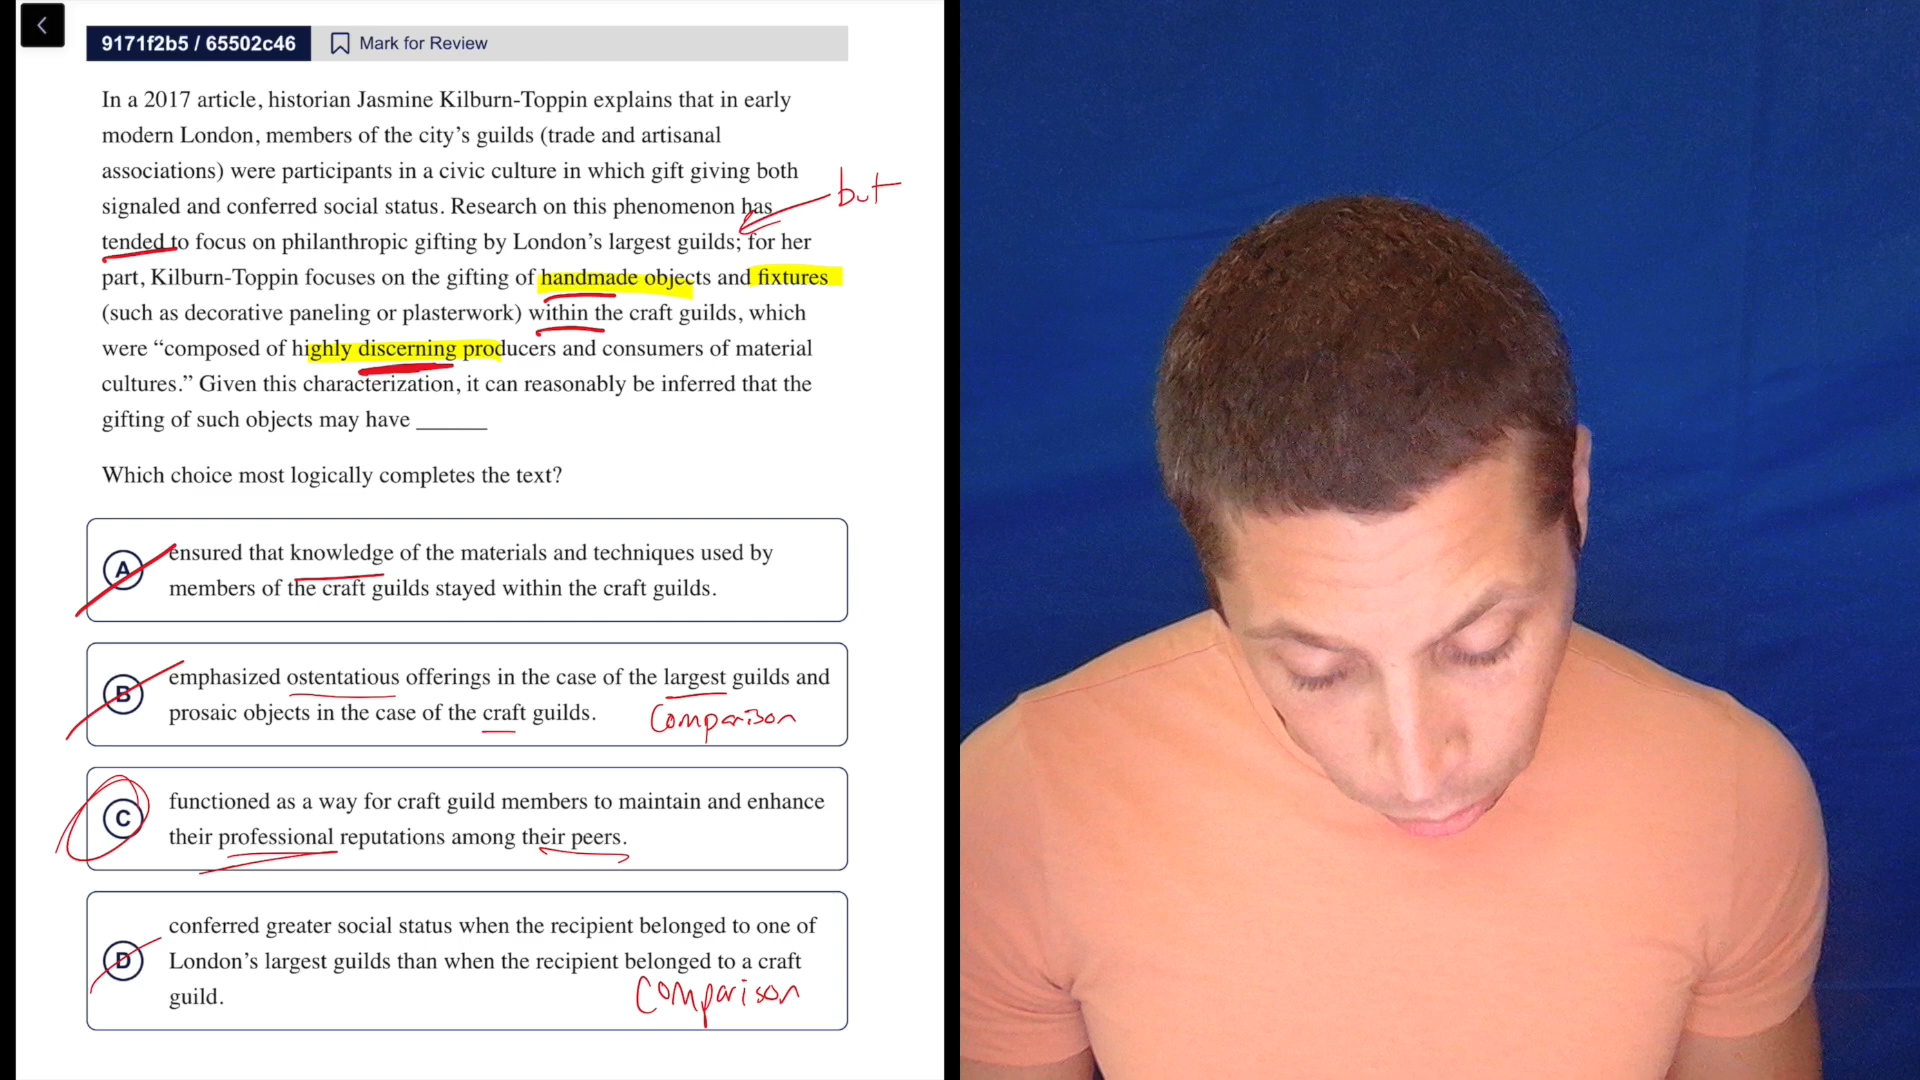 9171f2b5 / 65502c46 Mark for Review
In a 2017 article, historian Jasmine Kilburn-Toppin explains that in early
modern London, members of the city's guilds (trade and artisanal
associations) were participants in a civic culture in which gift giving both
but
signaled and conferred social status. Research on this phenomenon has
tended to focus on philanthropic gifting by London's largest guilds; for her
part, Kilburn-Toppin focuses on the gifting of handmade objects and fixtures
(such as decorative paneling or plasterwork) within the craft guilds, which
were “composed of highly discerning producers and consumers of material
cultures.” Given this characterization, it can reasonably be inferred that the
gifting of such objects may have ______
Which choice most logically completes the text?
A
ensured that knowledge of the materials and techniques used by
members of the craft guilds stayed within the craft guilds.
B
emphasized ostentatious offerings in the case of the largest guilds and
prosaic objects in the case of the craft guilds.
Comparison
C
functioned as a way for craft guild members to maintain and enhance
their professional reputations among their peers.
D
conferred greater social status when the recipient belonged to one of
London's largest guilds than when the recipient belonged to a craft
guild.
Comparison